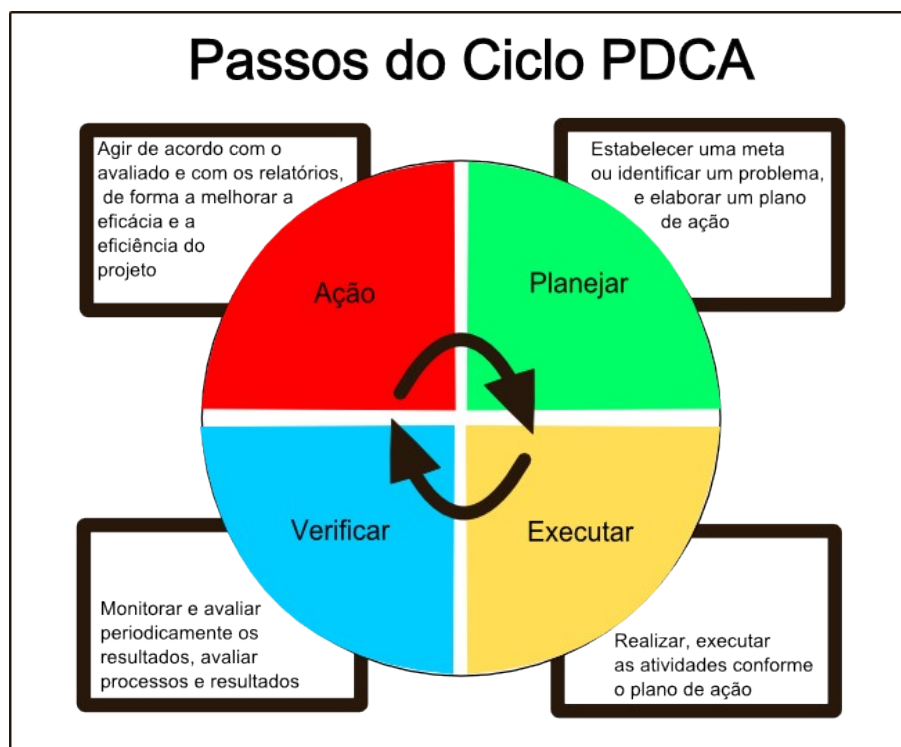 Passos do Ciclo PDCA
Agir de acordo com o
avaliado e com os relatórios,
de forma a melhorar a
eficácia e a
eficiência do
projeto
Estabelecer uma meta
ou identificar um problema,
e elaborar um plano
de ação
Ação
Planejar
Verificar
Executar
Monitorar e avaliar
periodicamente os
resultados, avaliar
processos e resultados
Realizar, executar
as atividades conforme
o plano de ação